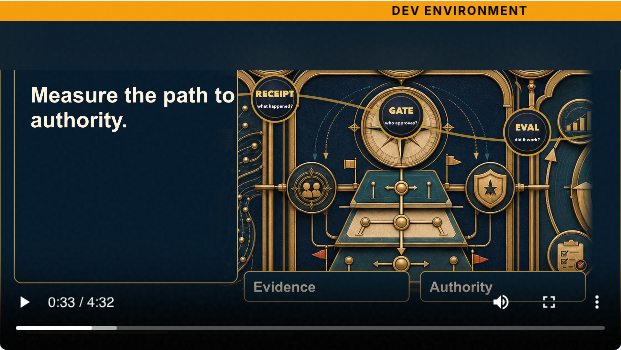 DEV ENVIRONMENT
Measure the path to
authority.
RECEIPT
what happened?
GATE
who approved?
EVAL
did it work?
Evidence
Authority
0:33 / 4:32